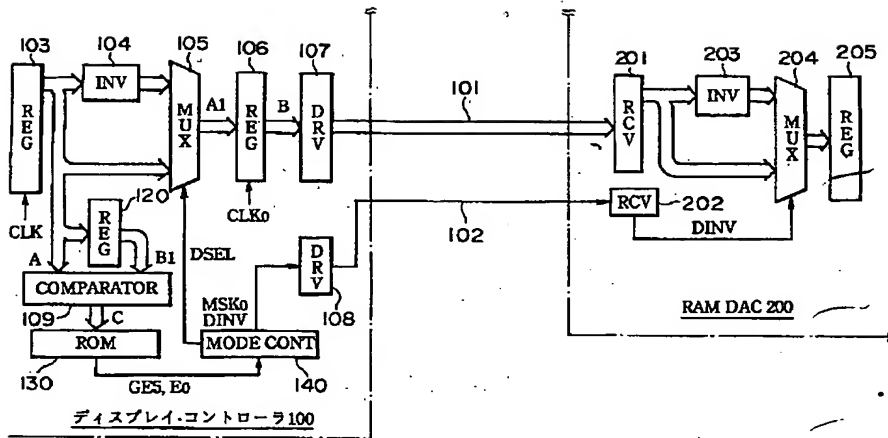 103
104
105
106
107
REG
INV
MUX
A1
REG
B
DRV
CLK
CLK0
120
REG
A
B1
COMPARATOR
109
C
ROM
130
DSEL
MSK0
DINV
DRV
108
MODE CONT
140
GE5, E0
ディスプレイ・コントローラ100
101
102
201
203
204
205
RCV
INV
MUX
REG
RCV
202
DINV
RAM DAC 200